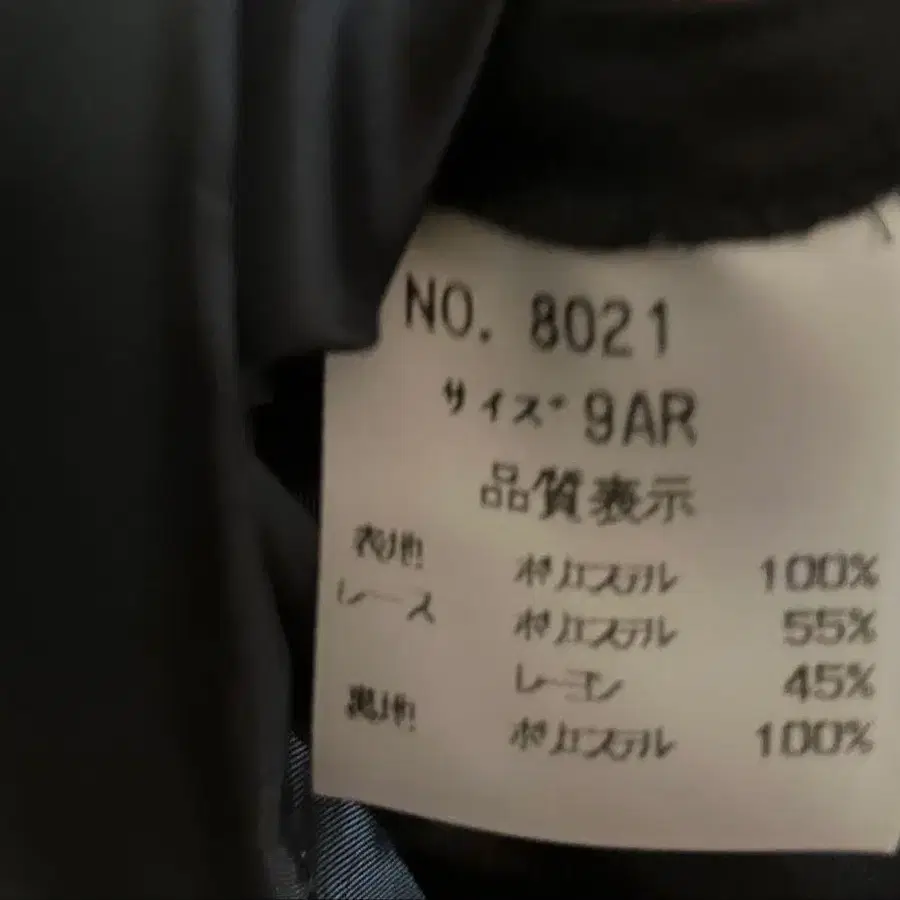 NO. 8021
サイズ 9AR
品質表示
表地 ポリエステル 100%
レース ポリエステル 55%
レーヨン 45%
裏地 ポリエステル 100%